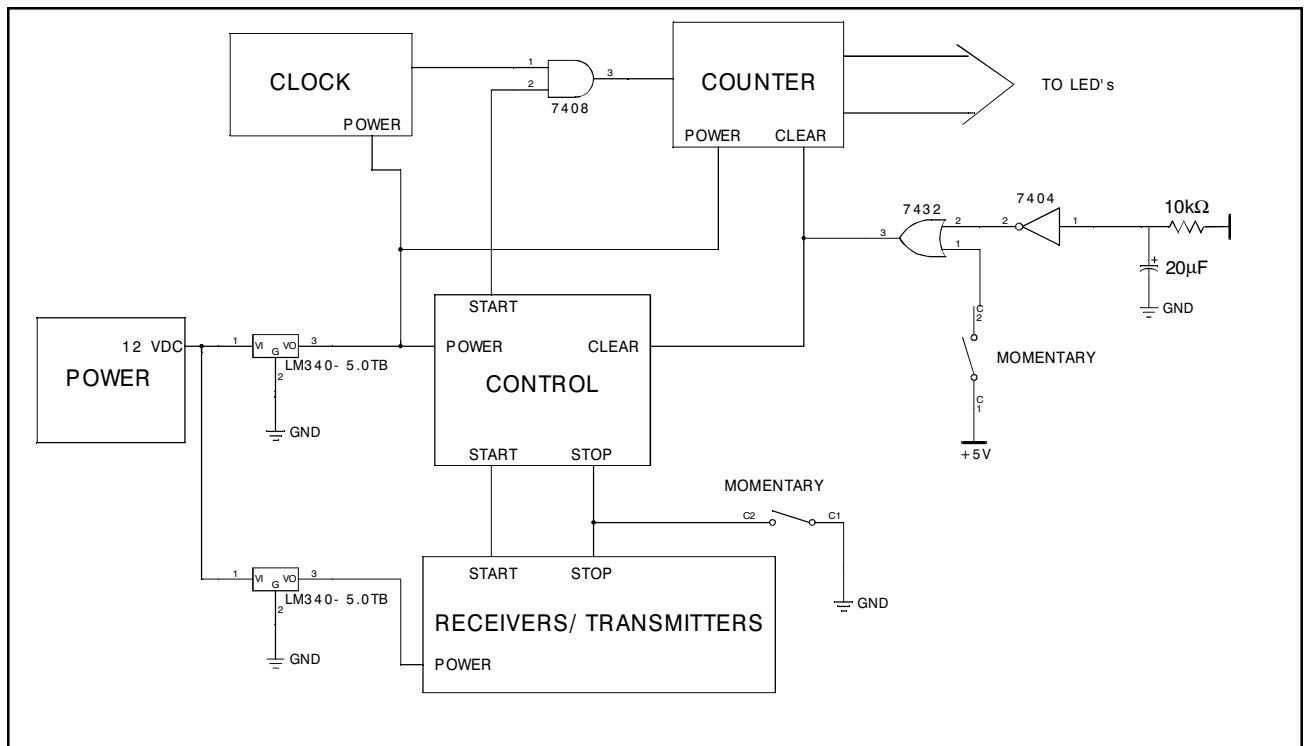 CLOCK
POWER
1
2
3
7408
COUNTER
POWER CLEAR
TO LED's
7432
3
2
1
7404
2
1
10kΩ
+
20µF
GND
C2
MOMENTARY
C1
+5V
START
POWER
CLEAR
CONTROL
START STOP
12 VDC
POWER
1
VI
G
VO
3
2
LM340- 5.0TB
GND
MOMENTARY
C2
C1
GND
1
VI
G
VO
3
2
LM340- 5.0TB
GND
START STOP
RECEIVERS/ TRANSMITTERS
POWER